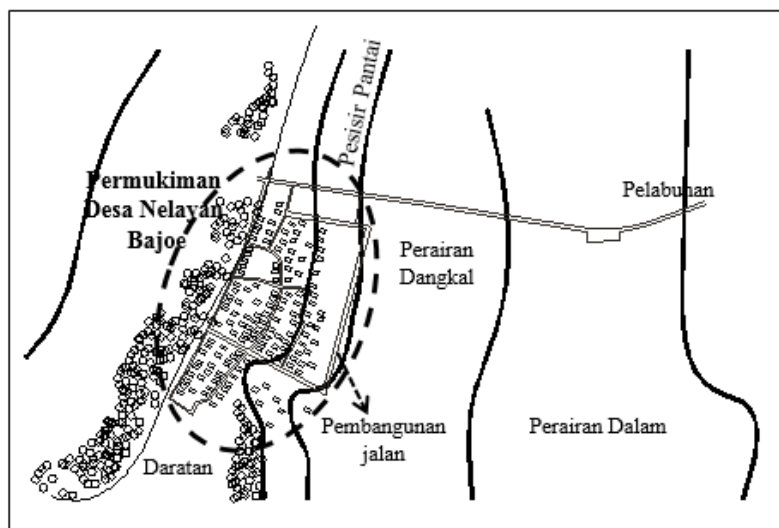 Pesisir Pantai
Permukiman
Desa Nelayan
Bajoe
Pelabuhan
Perairan
Dangkal
Pembangunan
jalan
Perairan Dalam
Daratan